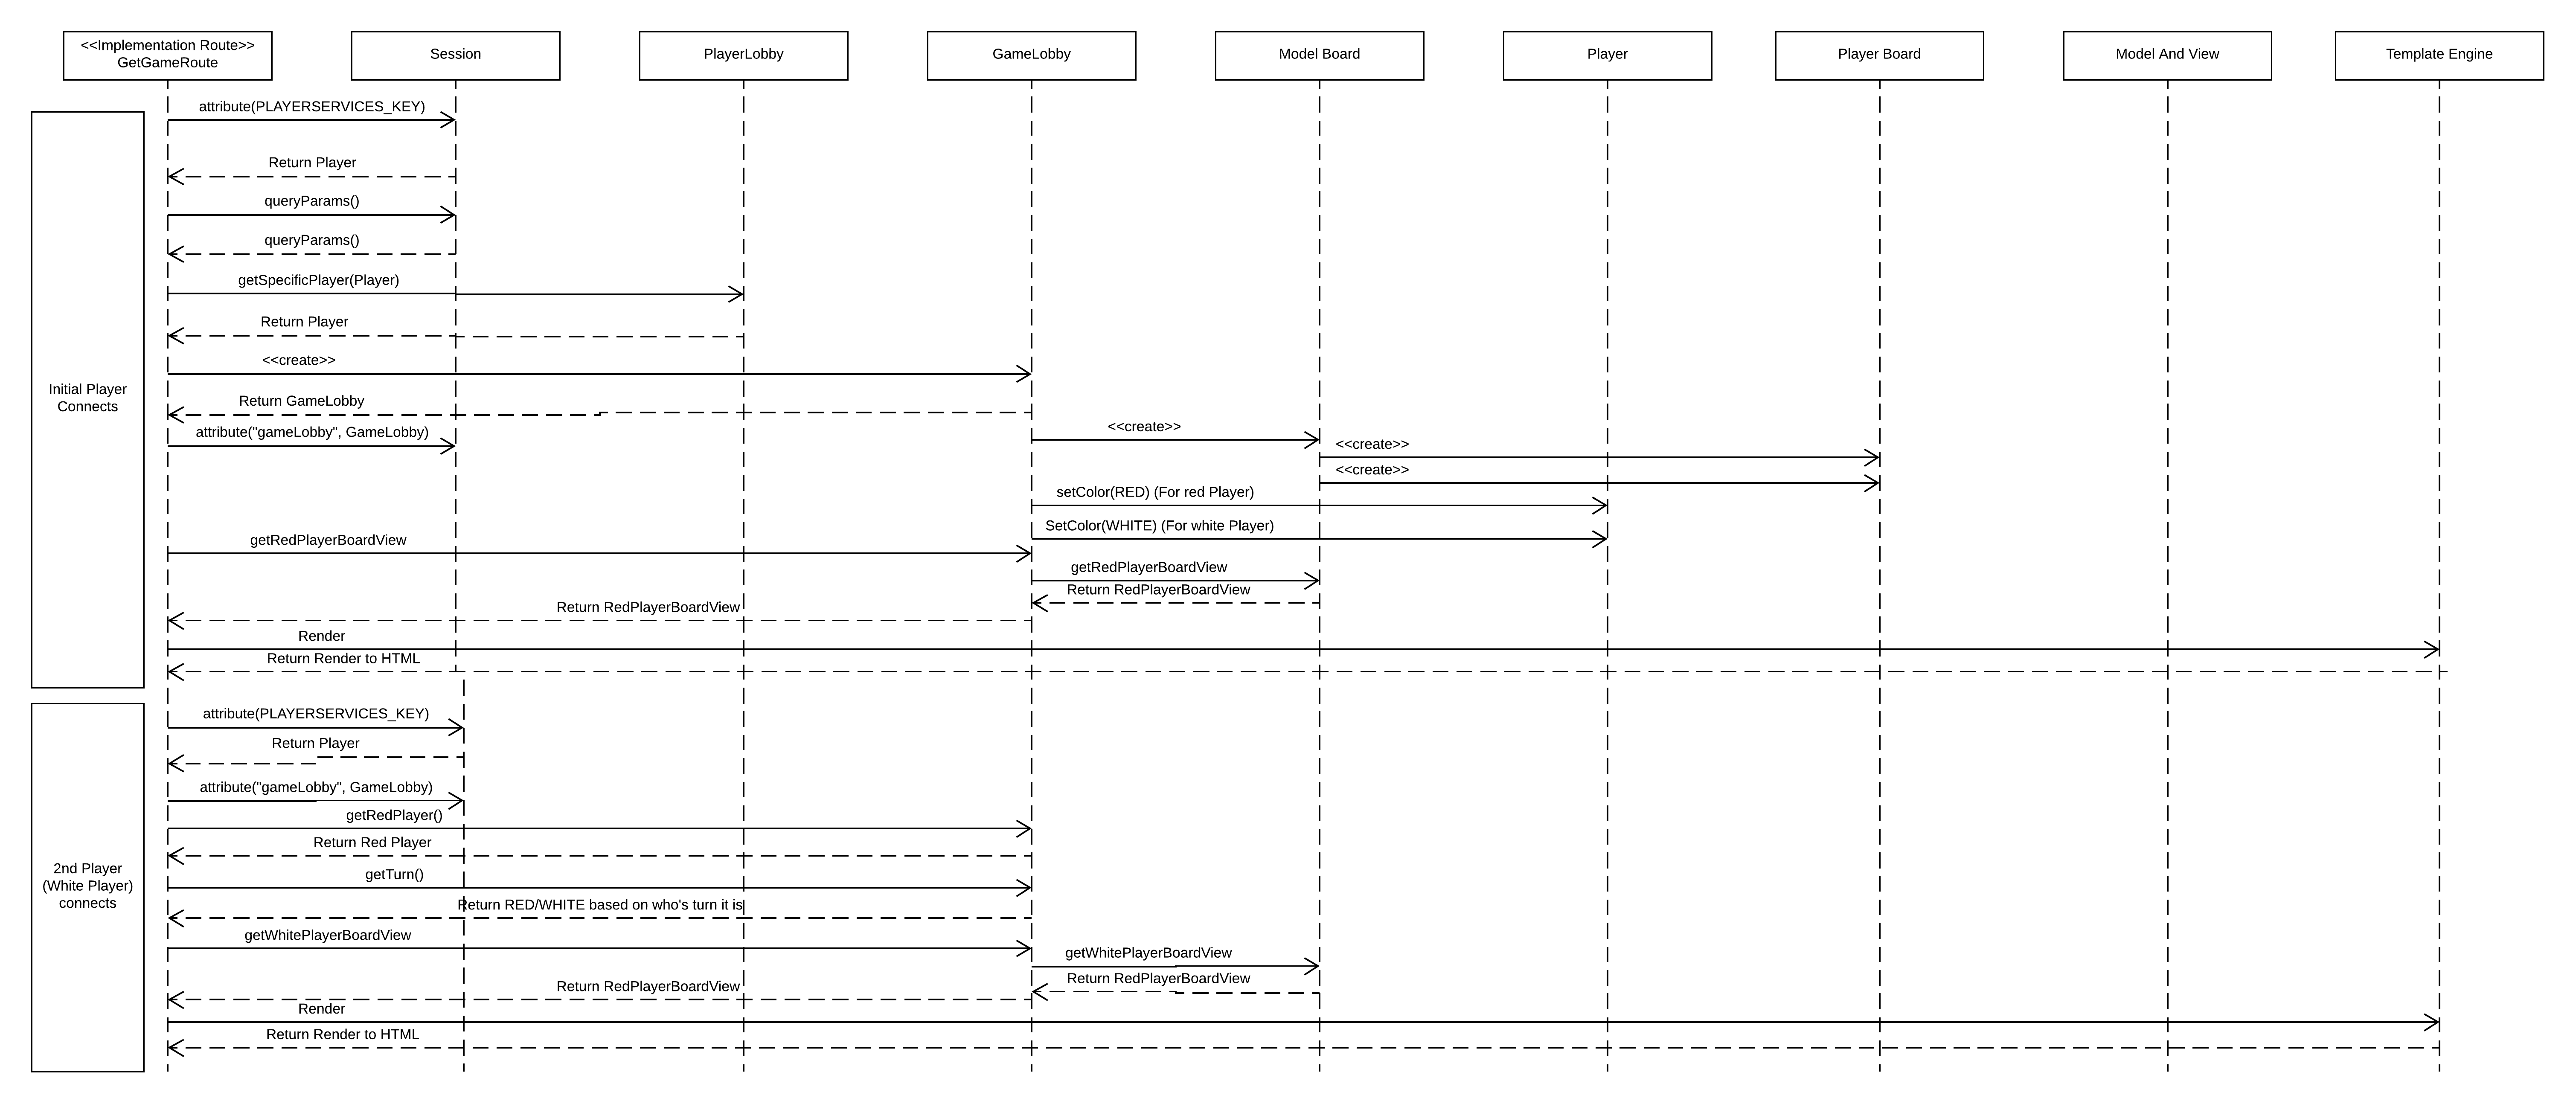 <<Implementation Route>>
GetGameRoute
Session
PlayerLobby
GameLobby
Model Board
Player
Player Board
Model And View
Template Engine
Initial Player
Connects
attribute(PLAYERSERVICES_KEY)
Return Player
queryParams()
queryParams()
getSpecificPlayer(Player)
Return Player
<<create>>
Return GameLobby
<<create>>
attribute("gameLobby", GameLobby)
<<create>>
<<create>>
setColor(RED) (For red Player)
SetColor(WHITE) (For white Player)
getRedPlayerBoardView
getRedPlayerBoardView
Return RedPlayerBoardView
Return RedPlayerBoardView
Render
Return Render to HTML
2nd Player
(White Player)
connects
attribute(PLAYERSERVICES_KEY)
Return Player
attribute("gameLobby", GameLobby)
getRedPlayer()
Return Red Player
getTurn()
Return RED/WHITE based on who's turn it is
getWhitePlayerBoardView
getWhitePlayerBoardView
Return RedPlayerBoardView
Return RedPlayerBoardView
Render
Return Render to HTML